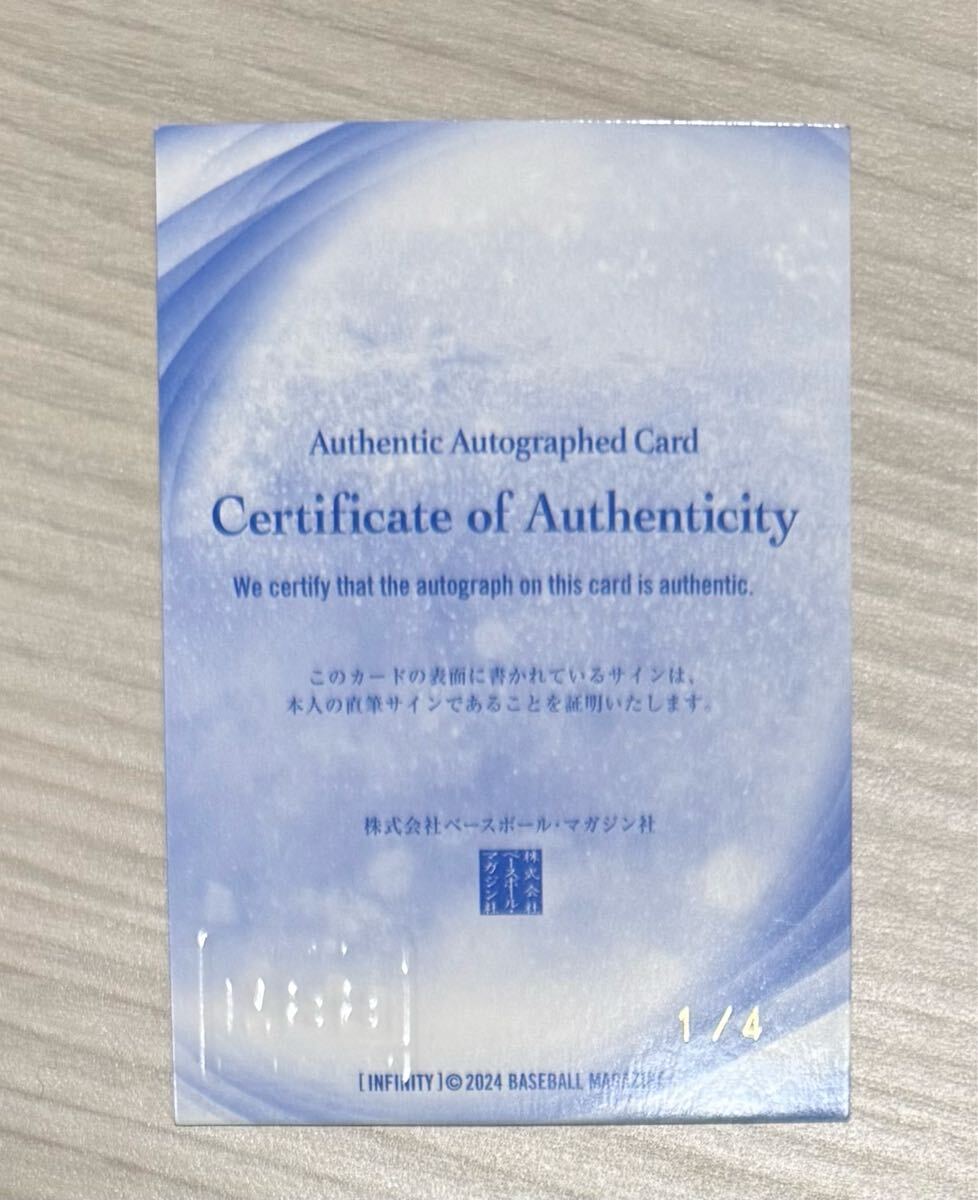 Authentic Autographed Card
Certificate of Authenticity
We certify that the autograph on this card is authentic.
このカードの表面に書かれているサインは、
本人の直筆サインであることを証明いたします。
株式会社ベースボール・マガジン社
株式会社
ベースボール・
マガジン社
1/4
[INFINITY]©2024 BASEBALL MAGAZINE